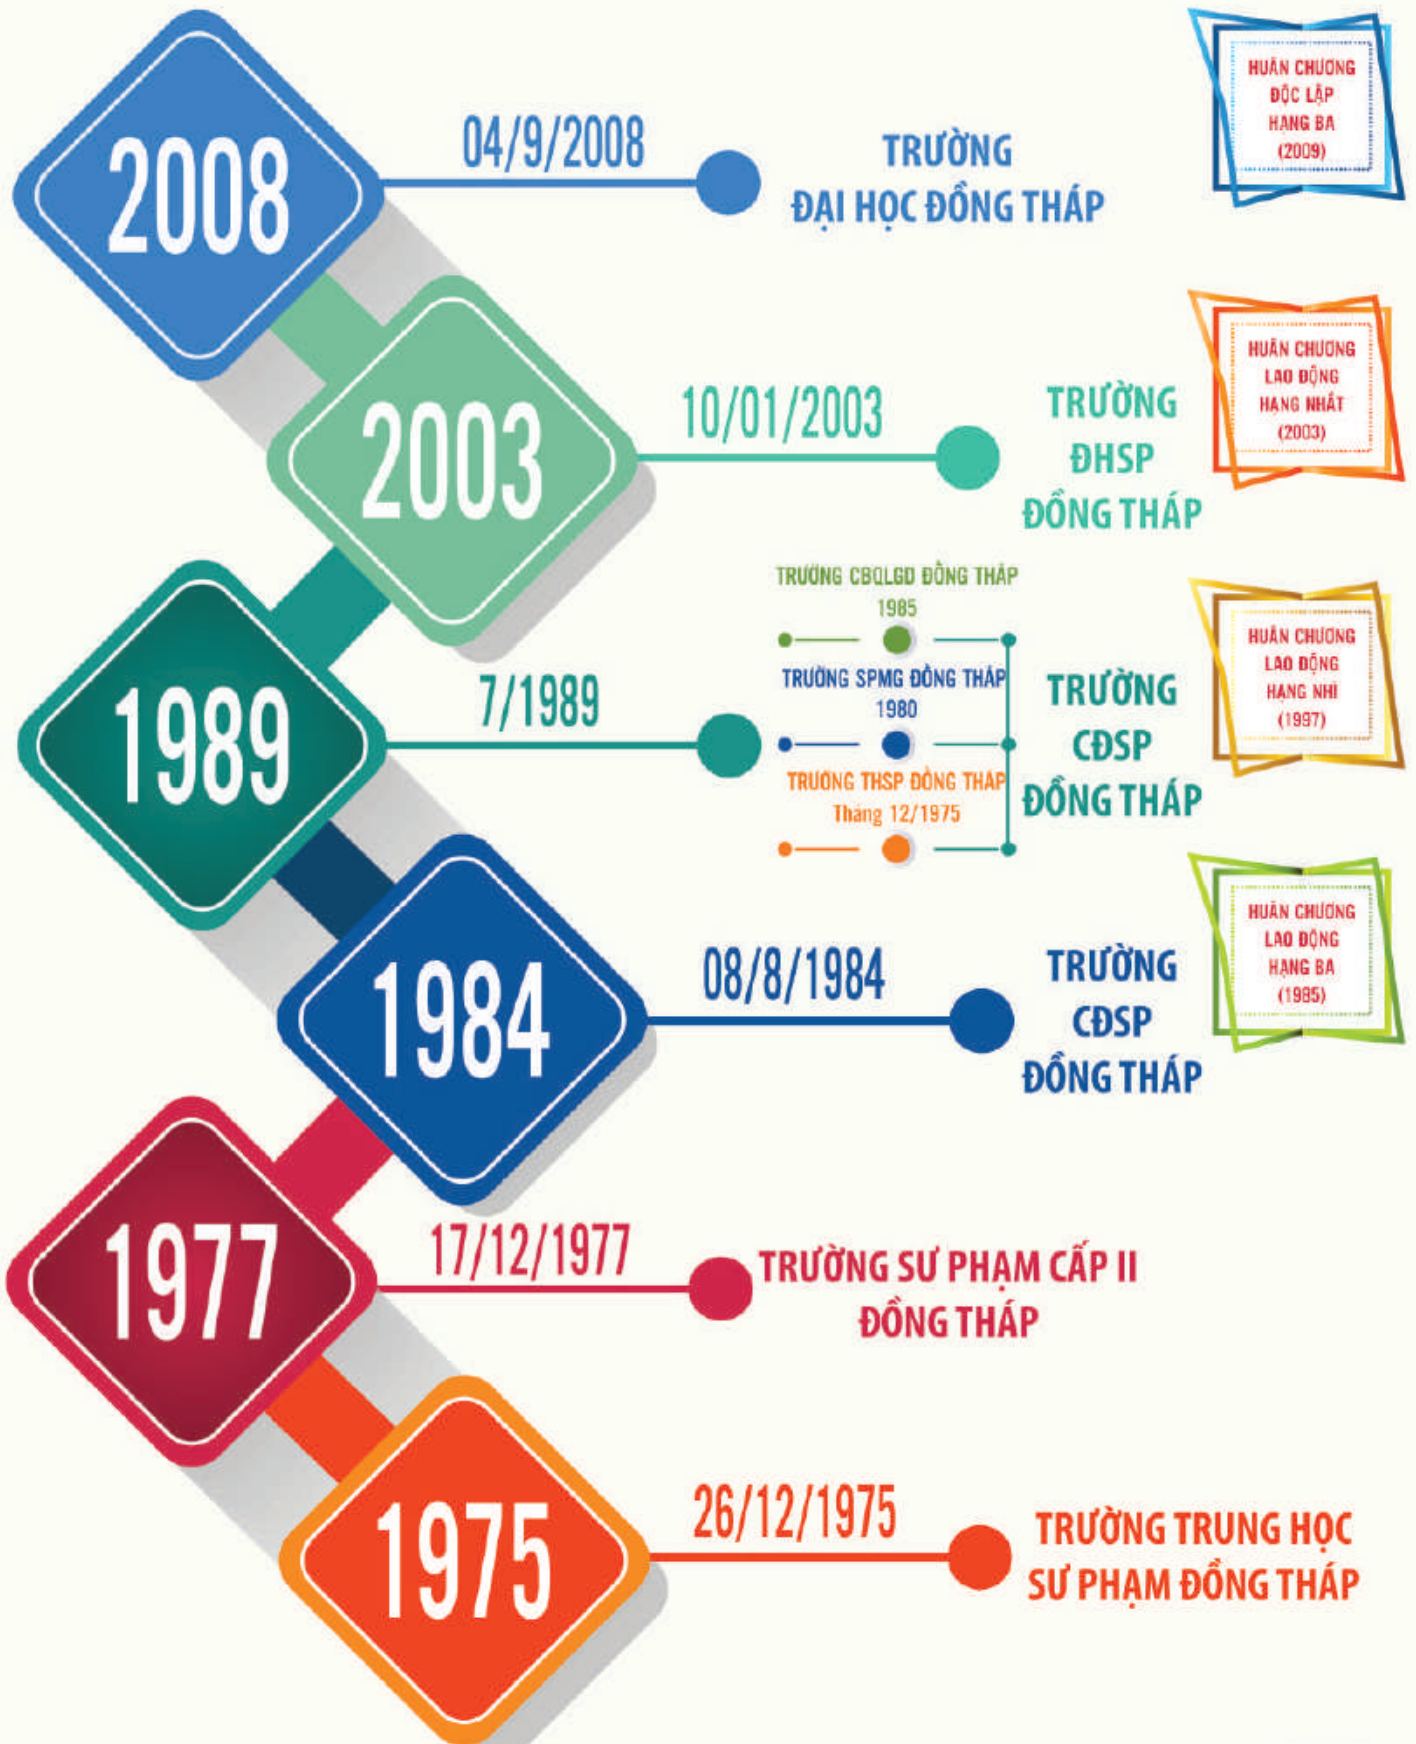 2008
04/9/2008
TRƯỜNG
ĐẠI HỌC ĐỒNG THÁP
HUÂN CHƯƠNG
ĐỘC LẬP
HẠNG BA
(2009)
2003
10/01/2003
TRƯỜNG
ĐHSP
ĐỒNG THÁP
HUÂN CHƯƠNG
LAO ĐỘNG
HẠNG NHẤT
(2003)
1989
7/1989
TRƯỜNG CBQLGD ĐỒNG THÁP
1985
TRƯỜNG SPMG ĐỒNG THÁP
1980
TRƯỜNG THSP ĐỒNG THÁP
Tháng 12/1975
TRƯỜNG
CĐSP
ĐỒNG THÁP
HUÂN CHƯƠNG
LAO ĐỘNG
HẠNG NHÌ
(1997)
1984
08/8/1984
TRƯỜNG
CĐSP
ĐỒNG THÁP
HUÂN CHƯƠNG
LAO ĐỘNG
HẠNG BA
(1985)
1977
17/12/1977
TRƯỜNG SƯ PHẠM CẤP II
ĐỒNG THÁP
1975
26/12/1975
TRƯỜNG TRUNG HỌC
SƯ PHẠM ĐỒNG THÁP